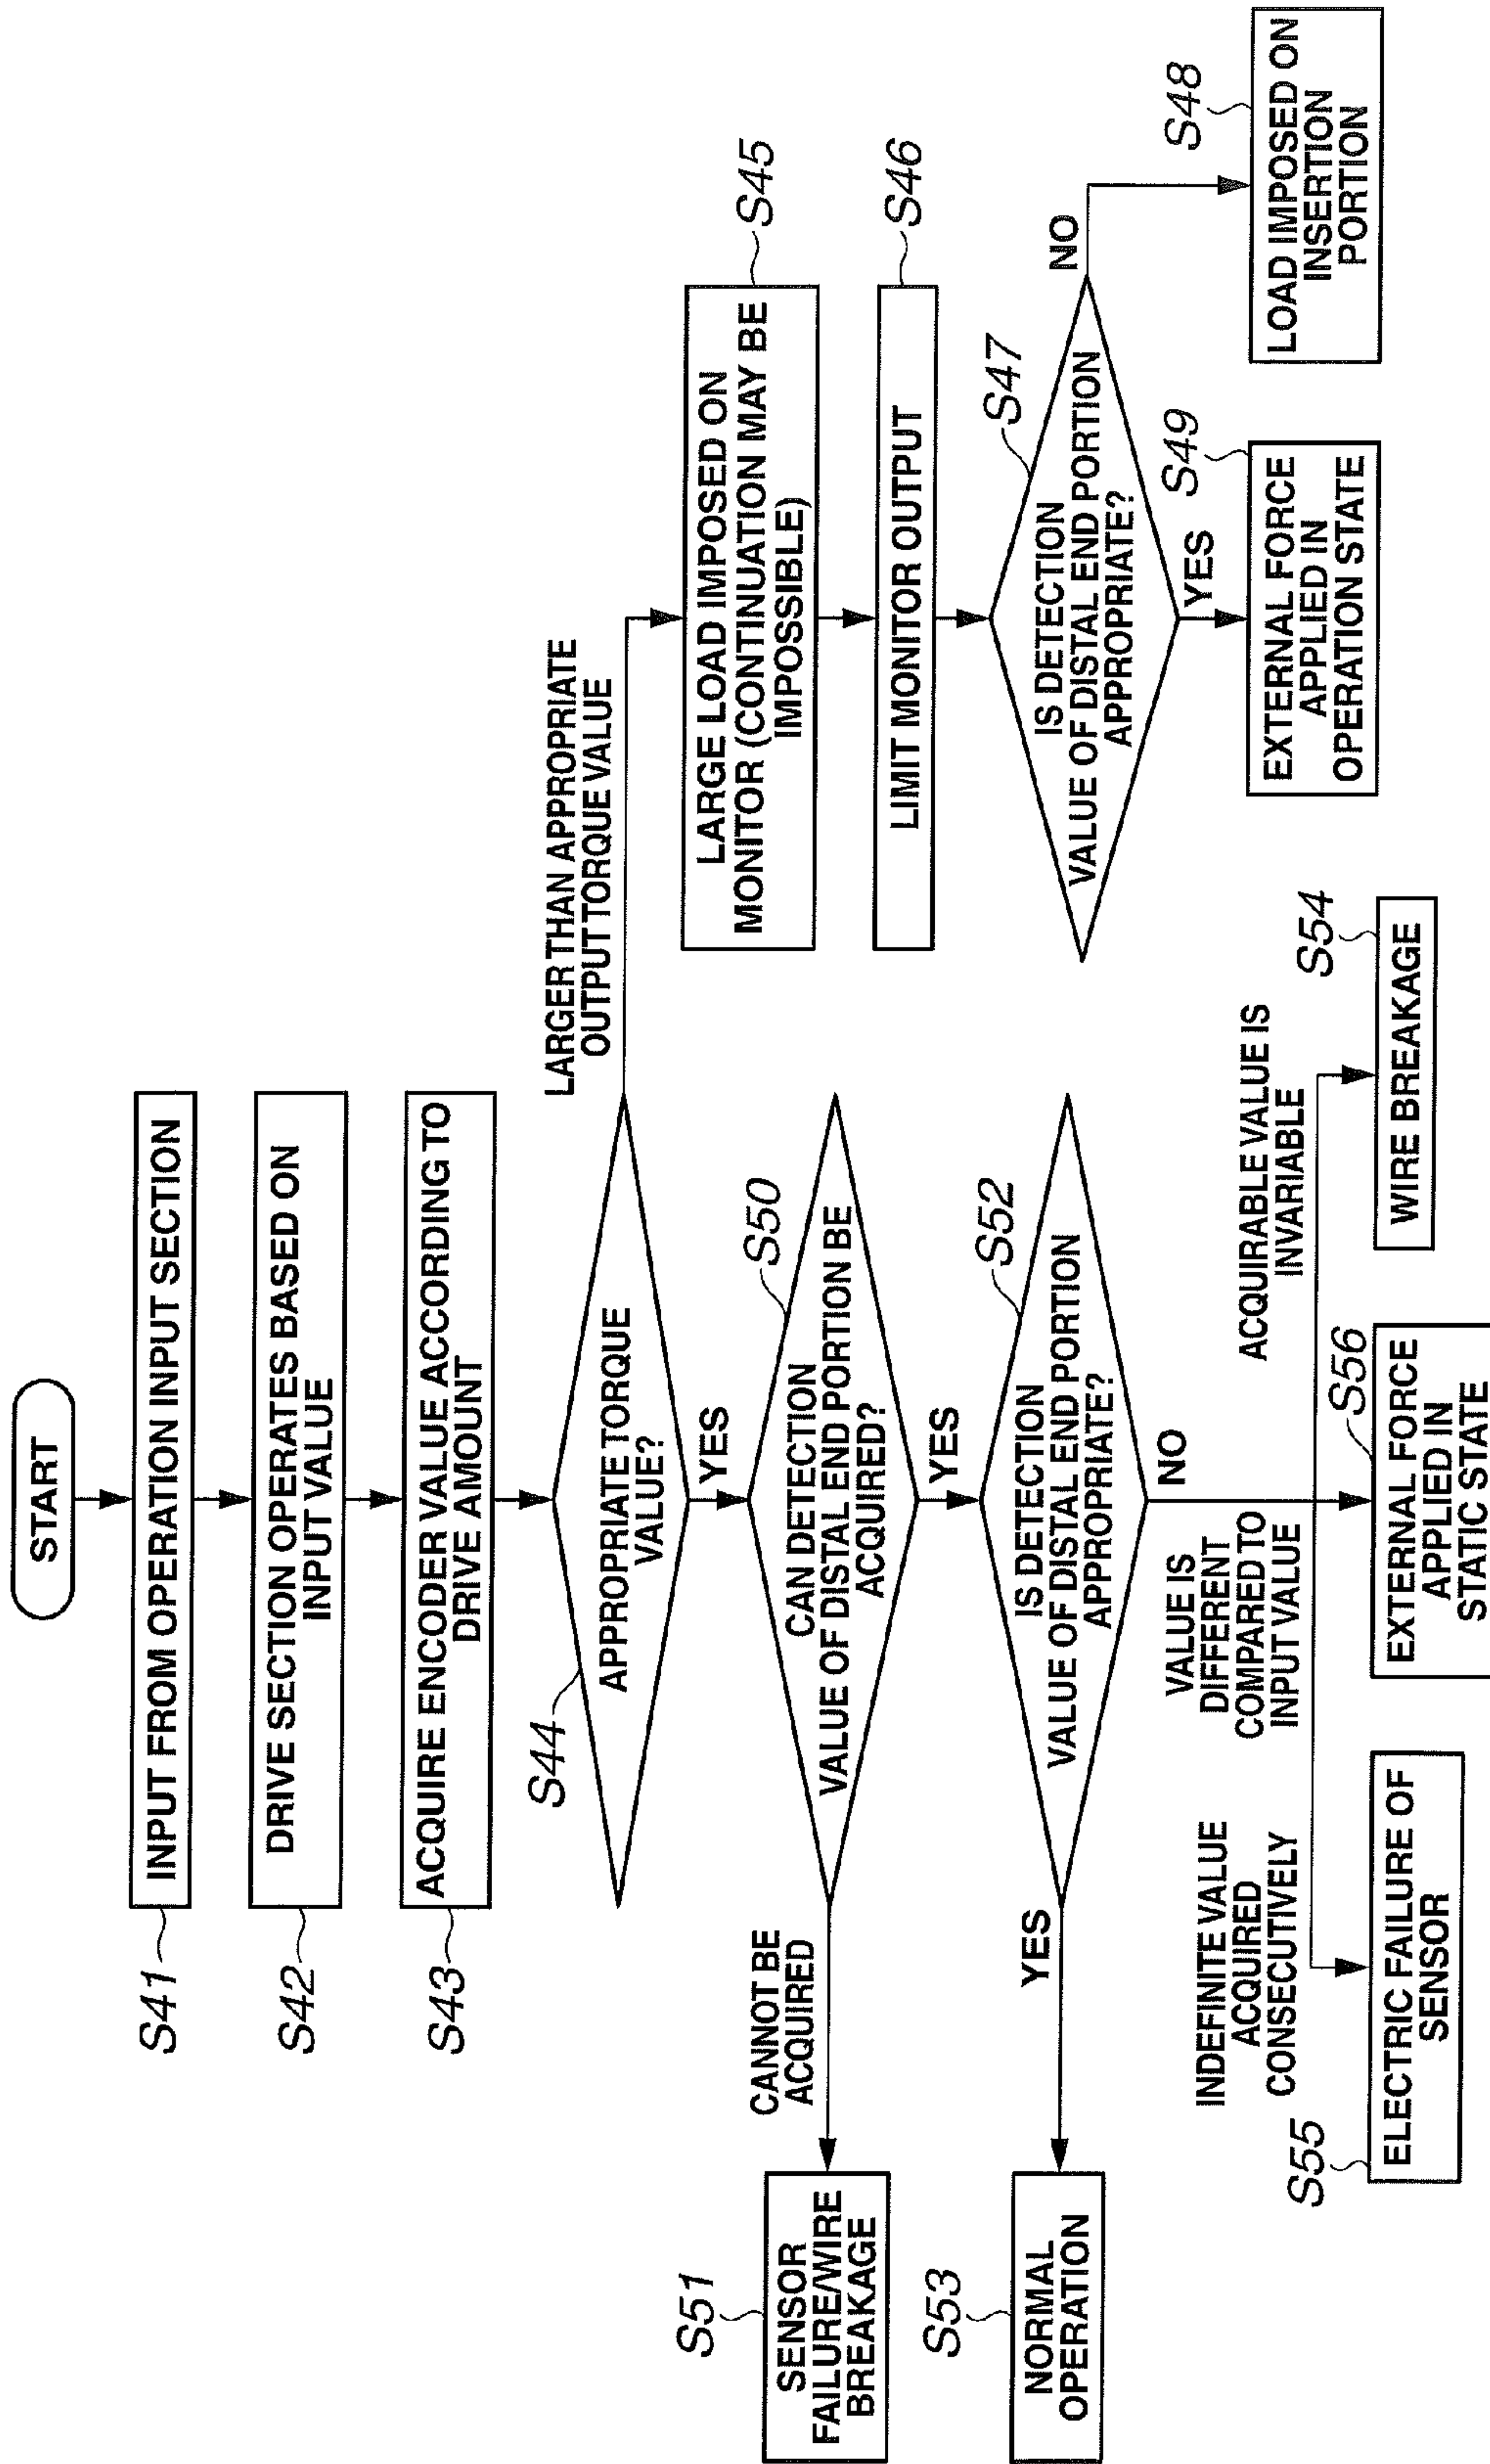 START
S41
INPUT FROM OPERATION INPUT SECTION
S42
DRIVE SECTION OPERATES BASED ON
INPUT VALUE
S43
ACQUIRE ENCODER VALUE ACCORDING TO
DRIVE AMOUNT
S44
APPROPRIATE TORQUE
VALUE?
LARGER THAN APPROPRIATE
OUTPUT TORQUE VALUE
YES
S45
LARGE LOAD IMPOSED ON
MONITOR (CONTINUATION MAY BE
IMPOSSIBLE)
S46
LIMIT MONITOR OUTPUT
S47
IS DETECTION
VALUE OF DISTAL END PORTION
APPROPRIATE?
NO
YES
S48
LOAD IMPOSED ON
INSERTION
PORTION
S49
EXTERNAL FORCE
APPLIED IN
OPERATION STATE
S50
CAN DETECTION
VALUE OF DISTAL END PORTION BE
ACQUIRED?
CANNOT BE
ACQUIRED
YES
S51
SENSOR
FAILURE/WIRE
BREAKAGE
S52
IS DETECTION
VALUE OF DISTAL END PORTION
APPROPRIATE?
YES
NO
S53
NORMAL
OPERATION
INDEFINITE VALUE
ACQUIRED
CONSECUTIVELY
VALUE IS
DIFFERENT
COMPARED TO
INPUT VALUE
ACQUIRABLE VALUE IS
INVARIABLE
S55
ELECTRIC FAILURE OF
SENSOR
S56
EXTERNAL FORCE
APPLIED IN
STATIC STATE
S54
WIRE BREAKAGE